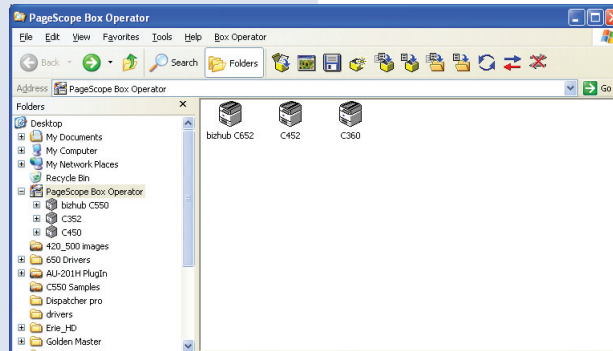 PageScope Box Operator
File Edit View Favorites Tools Help Box Operator
Back Search Folders
Address PageScope Box Operator Go
Folders
Desktop
My Documents
My Computer
My Network Places
Recycle Bin
PageScope Box Operator
bizhub C550
C352
C450
420_500 images
650 Drivers
AU-201H PlugIn
C550 Samples
Dispatcher pro
drivers
Erie_HD
Golden Master
bizhub C652 C452 C360